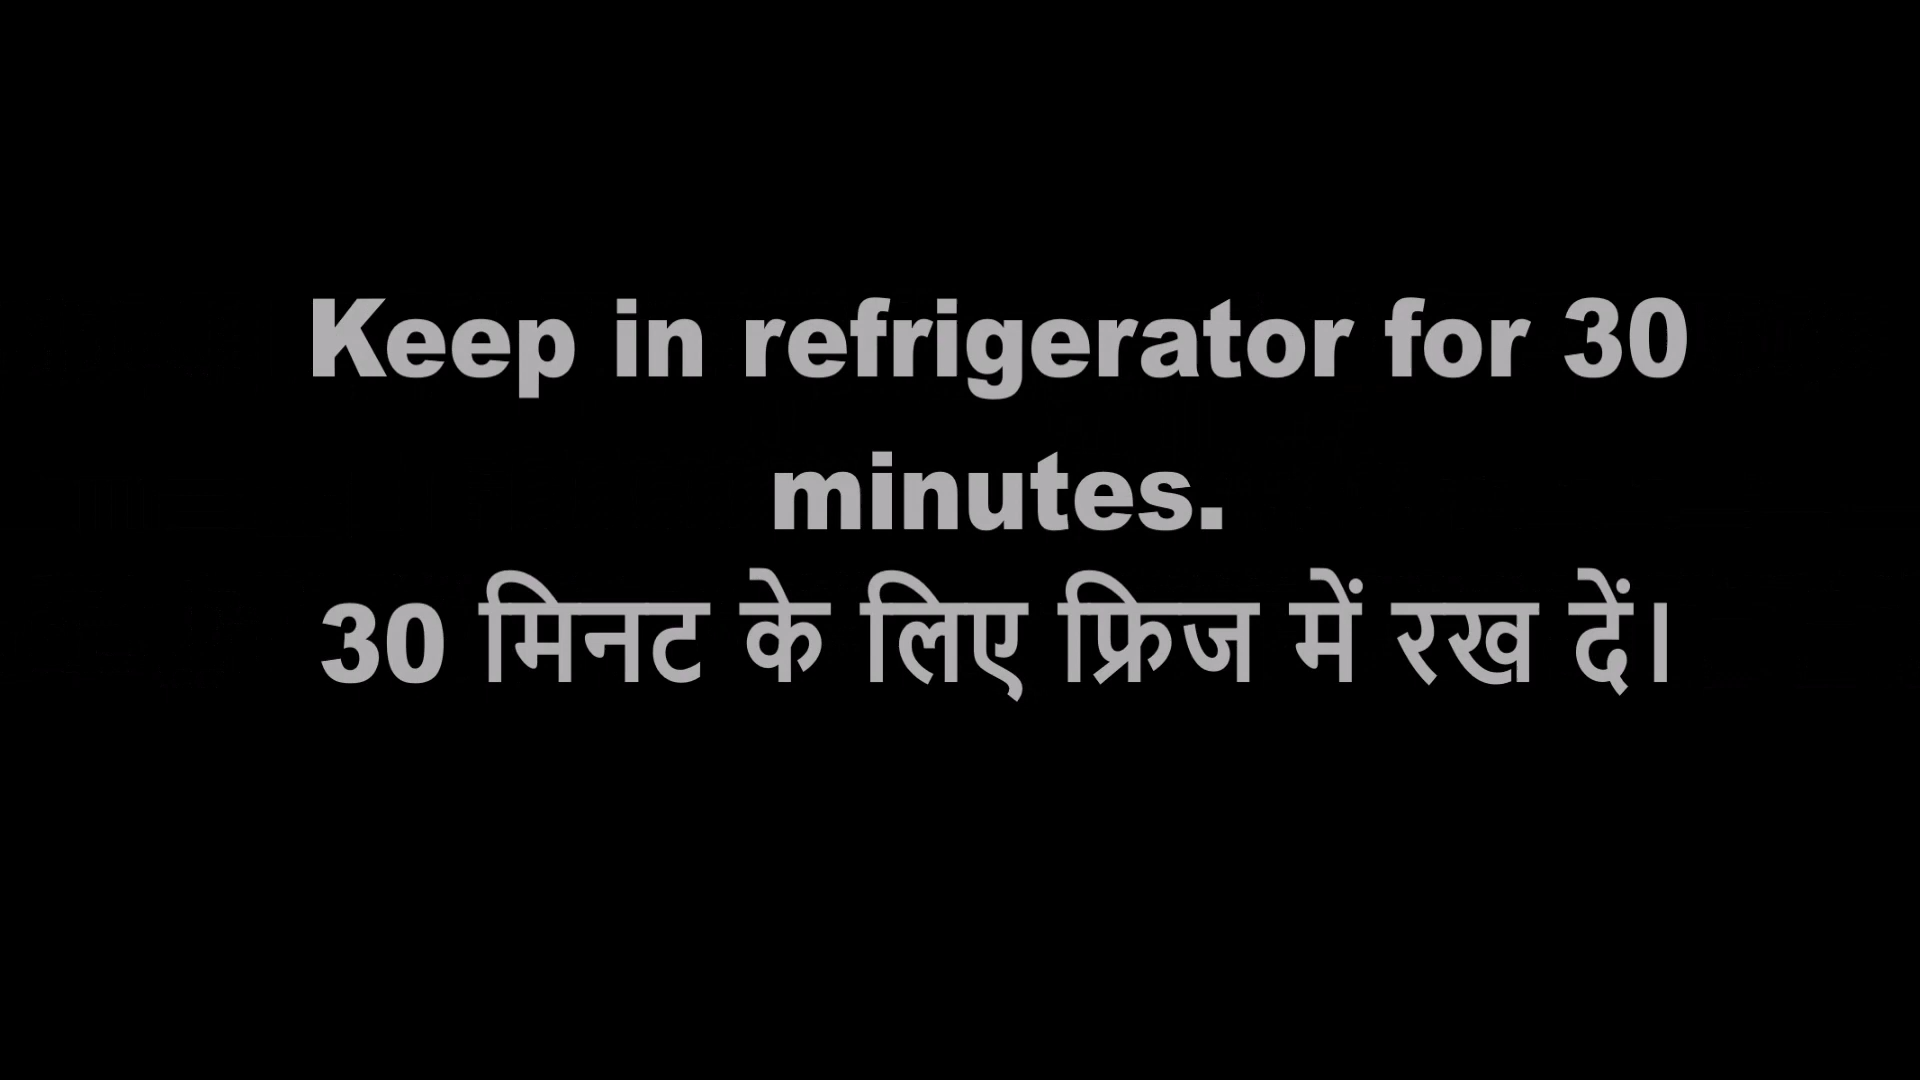 Keep in refrigerator for 30
minutes.
30 मिनट के लिए फ्रिज में रख दें।